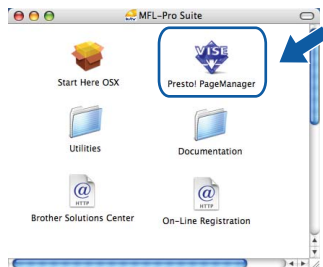 MFL-Pro Suite
VISE
Start Here OSX
Presto! PageManager
Utilities
Documentation
@
HTTP
@
HTTP
Brother Solutions Center
On-Line Registration